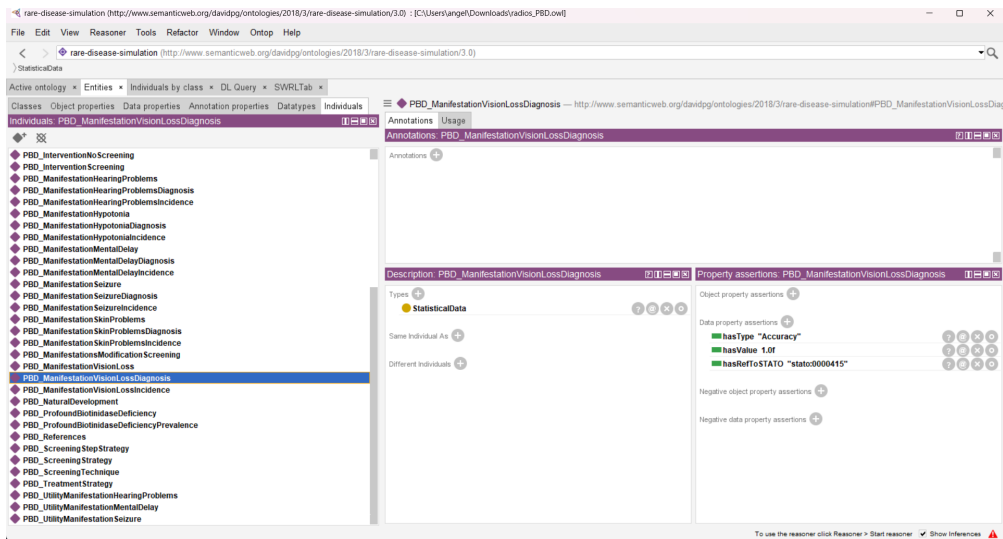 rare-disease-simulation (http://www.semanticweb.org/davidpg/ontologies/2018/3/rare-disease-simulation/3.0) : [C:\Users\angel\Downloads\radios_PBD.owl]
File Edit View Reasoner Tools Refactor Window Ontop Help
rare-disease-simulation (http://www.semanticweb.org/davidpg/ontologies/2018/3/rare-disease-simulation/3.0)
StatisticalData
Active ontology × Entities × Individuals by class × DL Query × SWRLTab ×
Classes Object properties Data properties Annotation properties Datatypes Individuals
Individuals: PBD_ManifestationVisionLossDiagnosis
PBD_InterventionNoScreening
PBD_InterventionScreening
PBD_ManifestationHearingProblems
PBD_ManifestationHearingProblemsDiagnosis
PBD_ManifestationHearingProblemsIncidence
PBD_ManifestationHypotonia
PBD_ManifestationHypotoniaDiagnosis
PBD_ManifestationHypotoniaIncidence
PBD_ManifestationMentalDelay
PBD_ManifestationMentalDelayDiagnosis
PBD_ManifestationMentalDelayIncidence
PBD_ManifestationSeizure
PBD_ManifestationSeizureDiagnosis
PBD_ManifestationSeizureIncidence
PBD_ManifestationSkinProblems
PBD_ManifestationSkinProblemsDiagnosis
PBD_ManifestationSkinProblemsIncidence
PBD_ManifestationsModificationScreening
PBD_ManifestationVisionLoss
PBD_ManifestationVisionLossDiagnosis
PBD_ManifestationVisionLossIncidence
PBD_NaturalDevelopment
PBD_ProfoundBiotinidaseDeficiency
PBD_ProfoundBiotinidaseDeficiencyPrevalence
PBD_References
PBD_ScreeningStepStrategy
PBD_ScreeningStrategy
PBD_ScreeningTechnique
PBD_TreatmentStrategy
PBD_UtilityManifestationHearingProblems
PBD_UtilityManifestationMentalDelay
PBD_UtilityManifestationSeizure
PBD_ManifestationVisionLossDiagnosis — http://www.semanticweb.org/davidpg/ontologies/2018/3/rare-disease-simulation#PBD_ManifestationVisionLossDiag
Annotations Usage
Annotations: PBD_ManifestationVisionLossDiagnosis
Annotations
Description: PBD_ManifestationVisionLossDiagnosis
Types
StatisticalData
Same Individual As
Different Individuals
Property assertions: PBD_ManifestationVisionLossDiagnosis
Object property assertions
Data property assertions
hasType "Accuracy"
hasValue 1.0f
hasRefToSTATO "stato:0000415"
Negative object property assertions
Negative data property assertions
To use the reasoner click Reasoner > Start reasoner Show Inferences